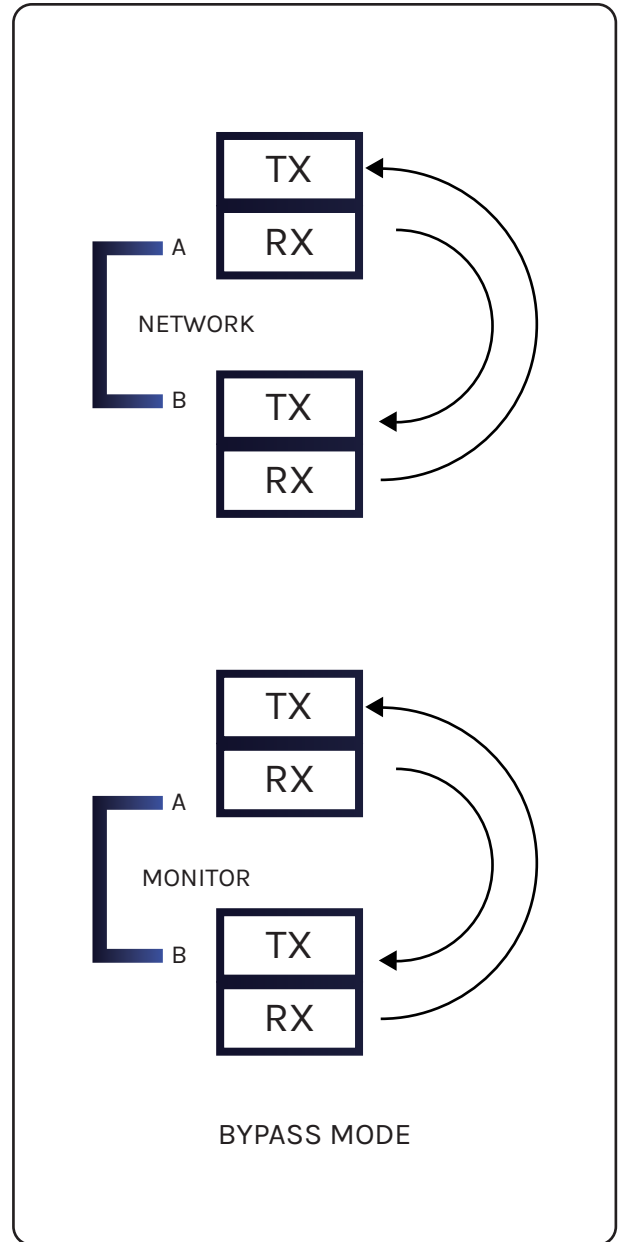 TX
RX
A
NETWORK
B
TX
RX
TX
RX
A
MONITOR
B
TX
RX
BYPASS MODE